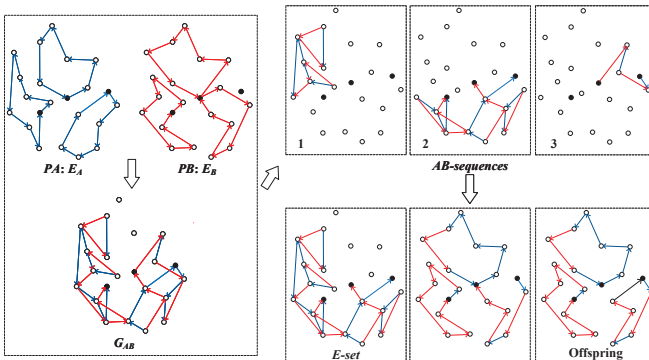 1
2
3
PA: E_A
PB: E_B
AB-sequences
G_AB
E-set
Offspring